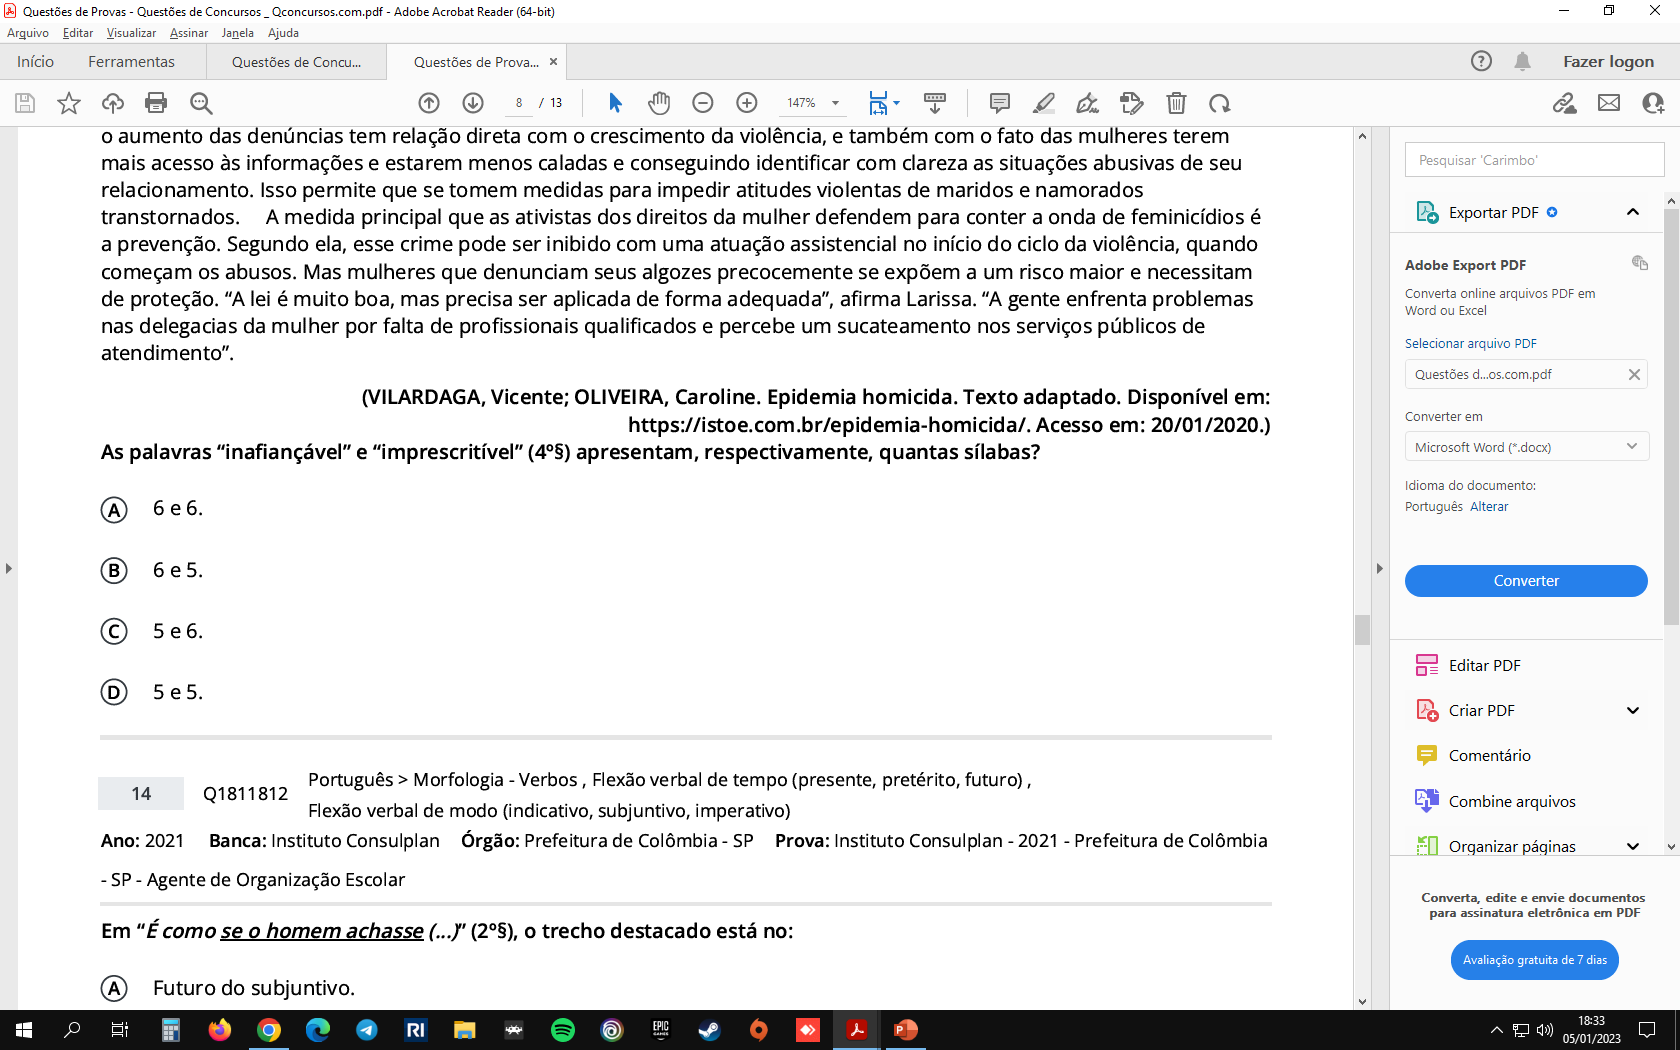 Questões de Provas - Questões de Concursos _ Qconcursos.com.pdf - Adobe Acrobat Reader (64-bit)
Arquivo Editar Visualizar Assinar Janela Ajuda
Início Ferramentas Questões de Concu... Questões de Prova... × Fazer logon
8 / 13 147%
o aumento das denúncias tem relação direta com o crescimento da violência, e também com o fato das mulheres terem
mais acesso às informações e estarem menos caladas e conseguindo identificar com clareza as situações abusivas de seu
relacionamento. Isso permite que se tomem medidas para impedir atitudes violentas de maridos e namorados
transtornados. A medida principal que as ativistas dos direitos da mulher defendem para conter a onda de feminicídios é
a prevenção. Segundo ela, esse crime pode ser inibido com uma atuação assistencial no início do ciclo da violência, quando
começam os abusos. Mas mulheres que denunciam seus algozes precocemente se expõem a um risco maior e necessitam
de proteção. “A lei é muito boa, mas precisa ser aplicada de forma adequada”, afirma Larissa. “A gente enfrenta problemas
nas delegacias da mulher por falta de profissionais qualificados e percebe um sucateamento nos serviços públicos de
atendimento”.
(VILARDAGA, Vicente; OLIVEIRA, Caroline. Epidemia homicida. Texto adaptado. Disponível em:
https://istoe.com.br/epidemia-homicida/. Acesso em: 20/01/2020.)
As palavras “inafiançável” e “imprescritível” (4º§) apresentam, respectivamente, quantas sílabas?
A 6 e 6.
B 6 e 5.
C 5 e 6.
D 5 e 5.
14 Q1811812 Português > Morfologia - Verbos , Flexão verbal de tempo (presente, pretérito, futuro) ,
Flexão verbal de modo (indicativo, subjuntivo, imperativo)
Ano: 2021 Banca: Instituto Consulplan Órgão: Prefeitura de Colômbia - SP Prova: Instituto Consulplan - 2021 - Prefeitura de Colômbia
- SP - Agente de Organização Escolar
Em “É como se o homem achasse (...)” (2º§), o trecho destacado está no:
A Futuro do subjuntivo.
Pesquisar 'Carimbo'
Exportar PDF
Adobe Export PDF
Converta online arquivos PDF em
Word ou Excel
Selecionar arquivo PDF
Questões d...os.com.pdf
Converter em
Microsoft Word (*.docx)
Idioma do documento:
Português Alterar
Converter
Editar PDF
Criar PDF
Comentário
Combine arquivos
Organizar páginas
Converta, edite e envie documentos
para assinatura eletrônica em PDF
Avaliação gratuita de 7 dias
RI
EPIC
GAMES
18:33
05/01/2023